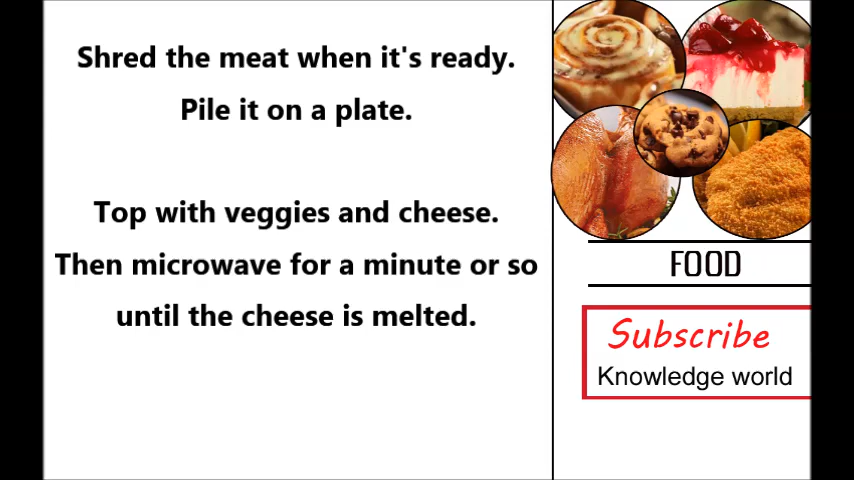 Shred the meat when it's ready.
Pile it on a plate.
Top with veggies and cheese.
Then microwave for a minute or so
until the cheese is melted.
FOOD
Subscribe
Knowledge world